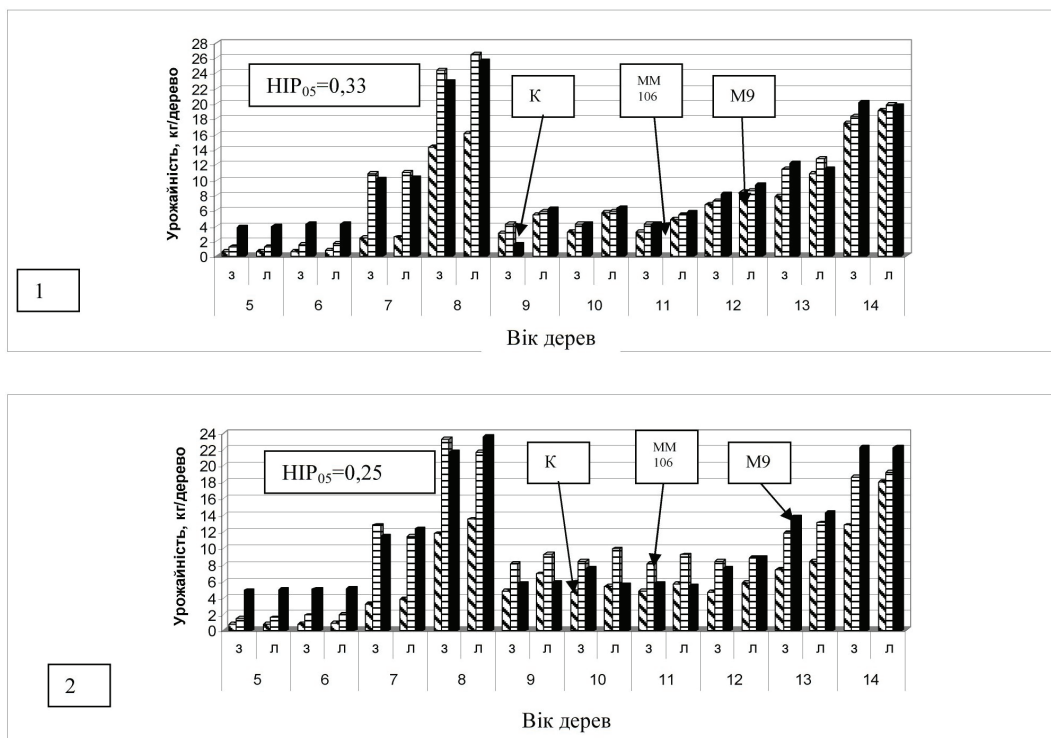 28
26
24
22
20
18
16
14
12
10
8
6
4
2
0
Урожайність, кг/дерево
НІР05=0,33
К
ММ
106
М9
з л з л з л з л з л з л з л з л з л з л
5 6 7 8 9 10 11 12 13 14
1
Вік дерев
24
22
20
18
16
14
12
10
8
6
4
2
0
Урожайність, кг/дерево
НІР05=0,25
К
ММ
106
М9
з л з л з л з л з л з л з л з л з л з л
5 6 7 8 9 10 11 12 13 14
2
Вік дерев